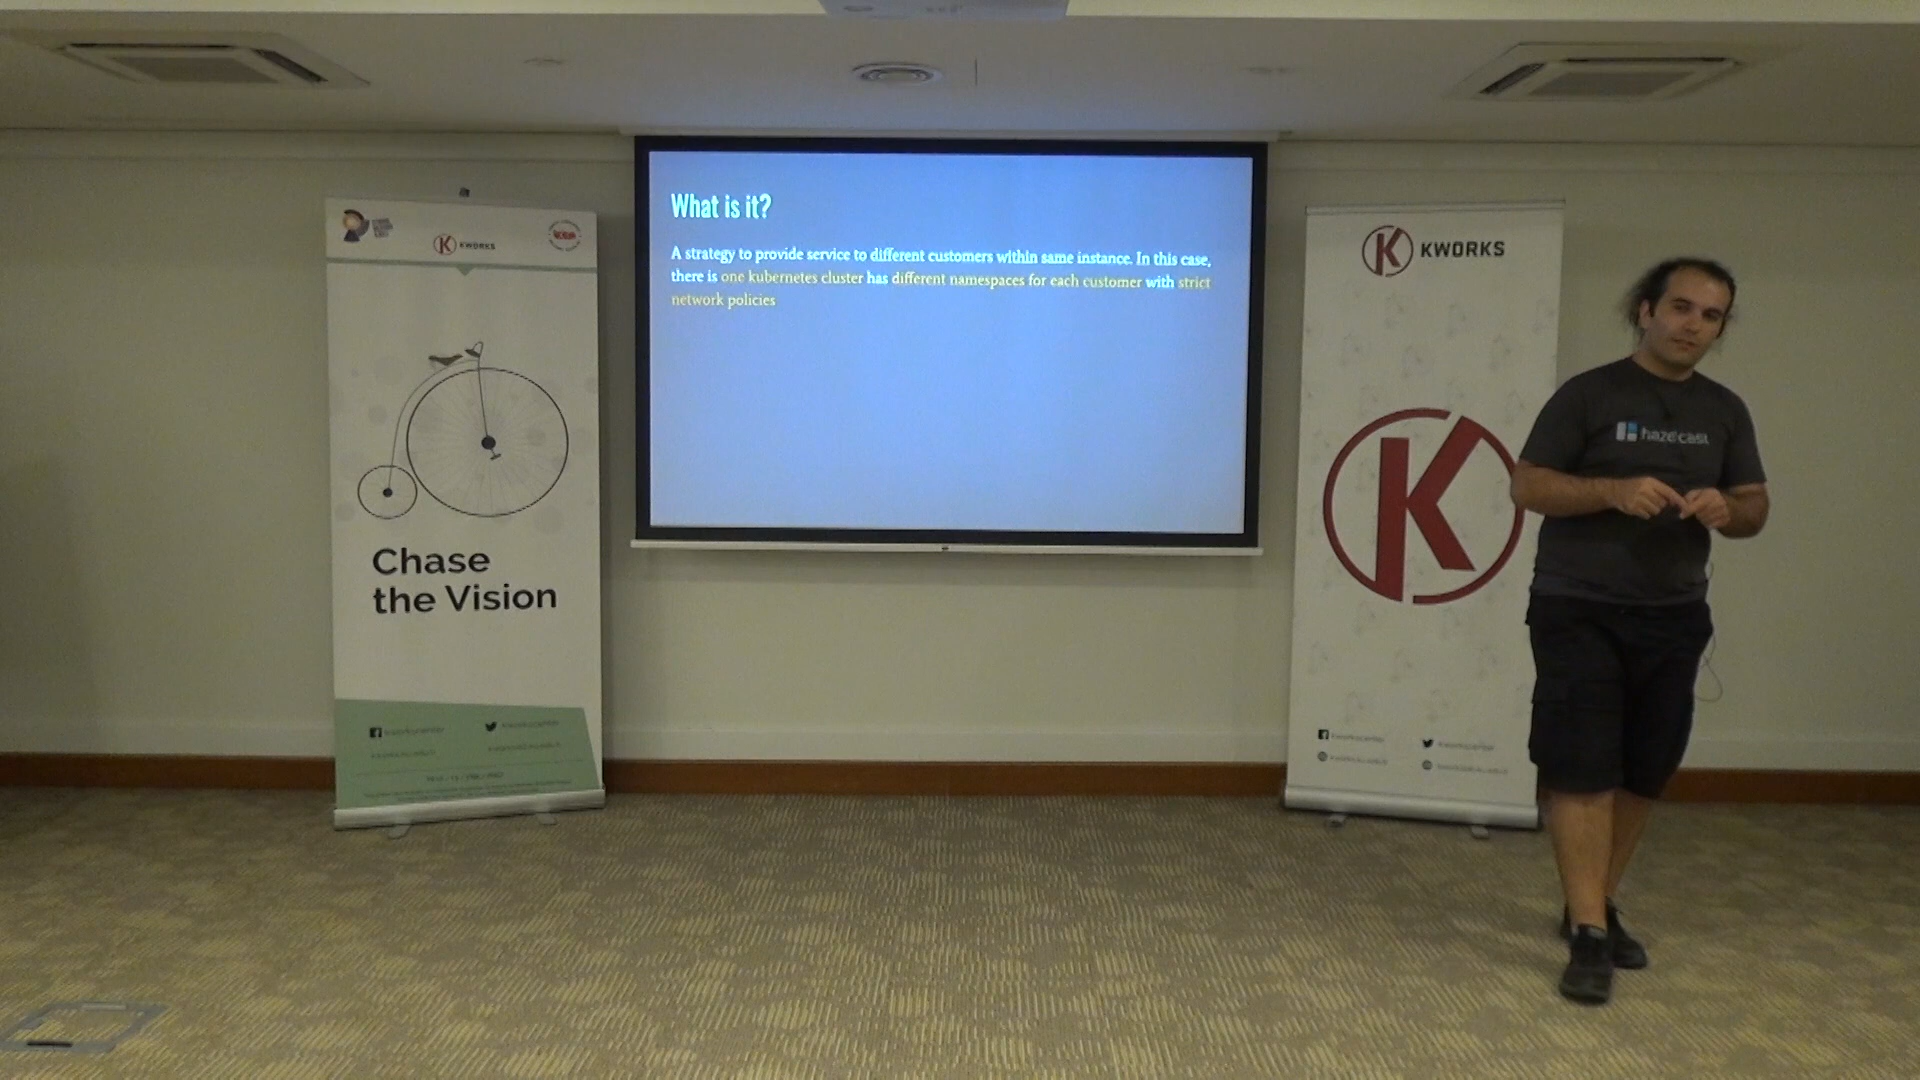 What is it?
A strategy to provide service to different customers within same instance. In this case,
there is one kubernetes cluster has different namespaces for each customer with strict
network policies
KWORKS
Chase
the Vision
KWORKS
K
hazelcast